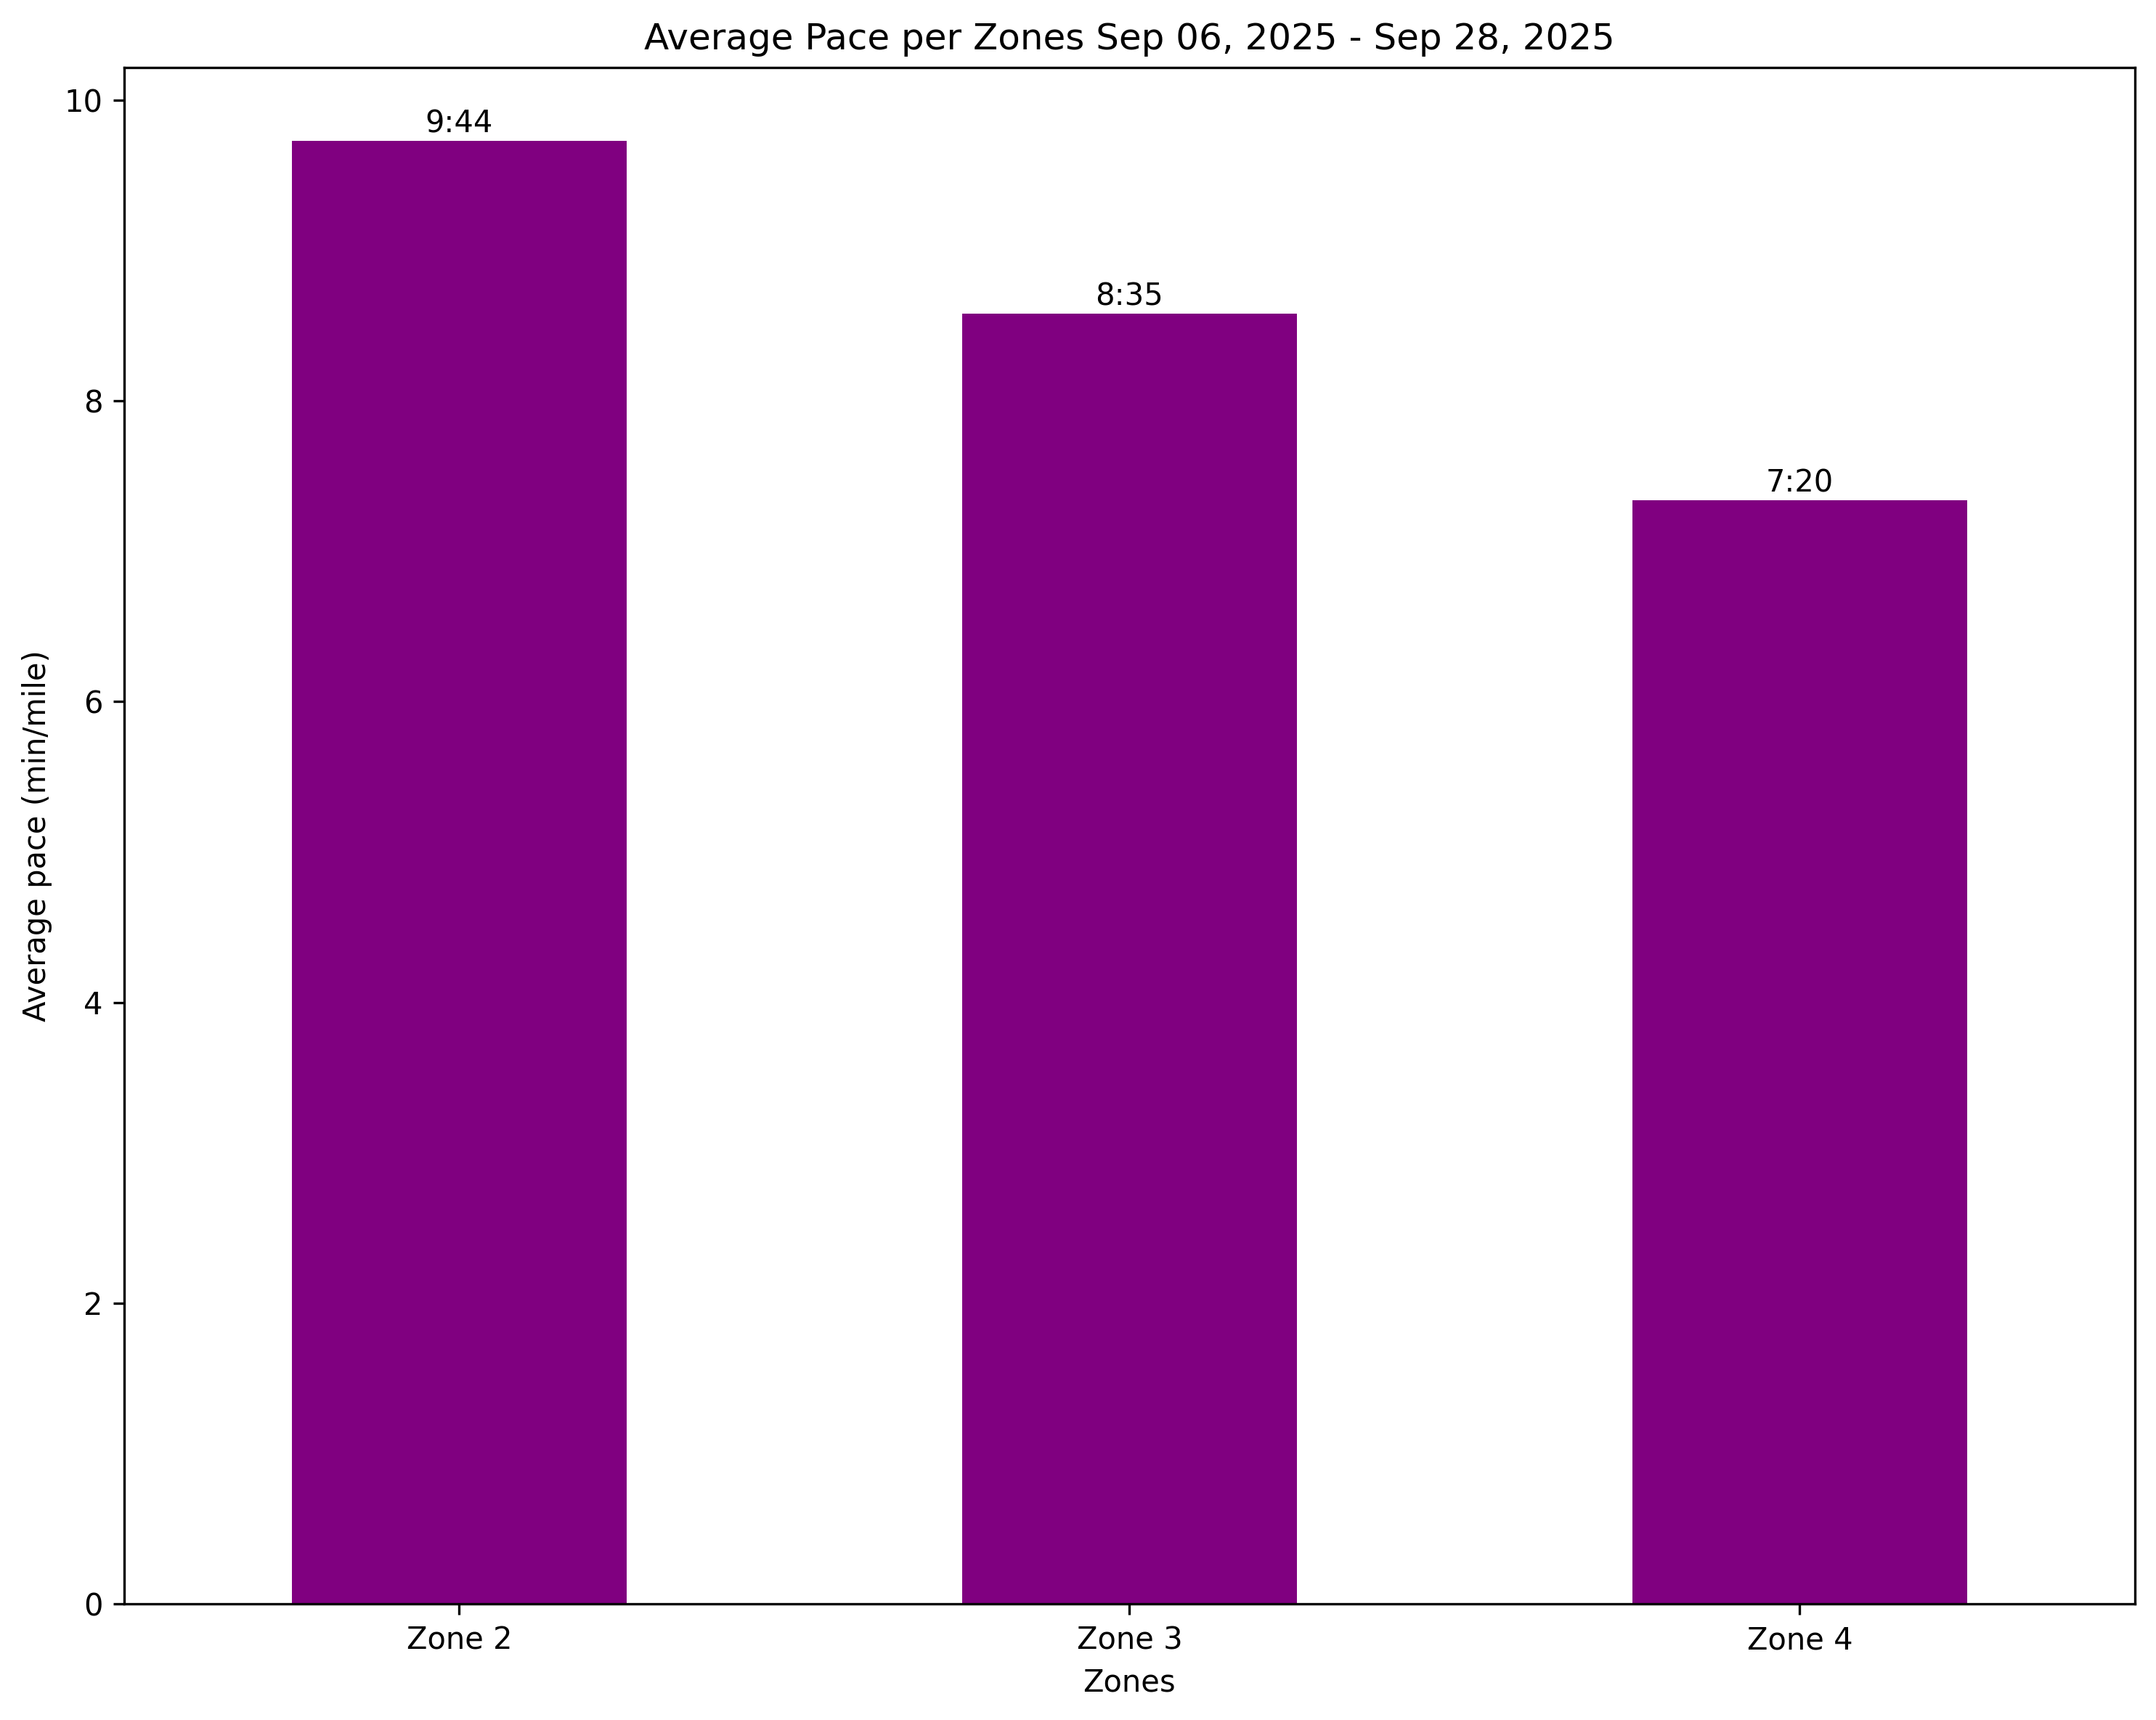 Average Pace per Zones Sep 06, 2025 - Sep 28, 2025
10
9:44
8:35
8
7:20
6
Average pace (min/mile)
4
2
0
Zone 2
Zone 3
Zone 4
Zones